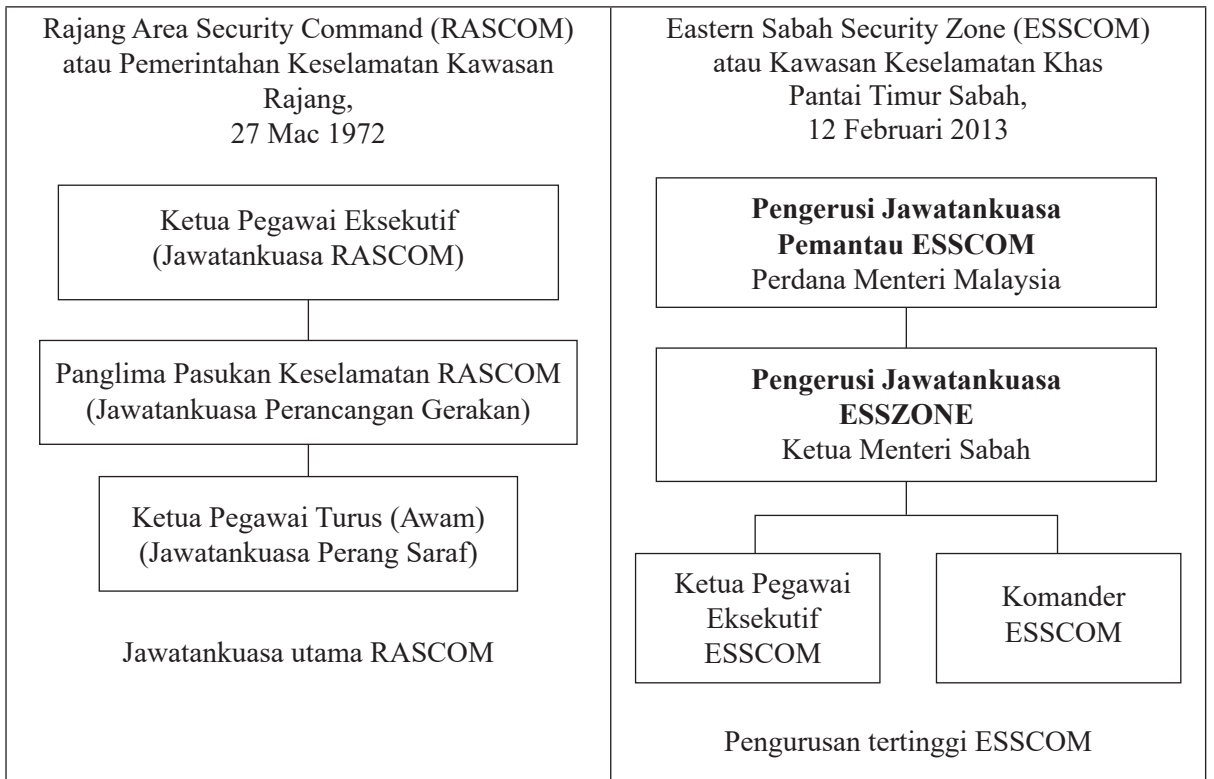 Rajang Area Security Command (RASCOM)
atau Pemerintahan Keselamatan Kawasan
Rajang,
27 Mac 1972
Ketua Pegawai Eksekutif
(Jawatankuasa RASCOM)
Panglima Pasukan Keselamatan RASCOM
(Jawatankuasa Perancangan Gerakan)
Ketua Pegawai Turus (Awam)
(Jawatankuasa Perang Saraf)
Jawatankuasa utama RASCOM
Eastern Sabah Security Zone (ESSCOM)
atau Kawasan Keselamatan Khas
Pantai Timur Sabah,
12 Februari 2013
Pengerusi Jawatankuasa
Pemantau ESSCOM
Perdana Menteri Malaysia
Pengerusi Jawatankuasa
ESSZONE
Ketua Menteri Sabah
Ketua Pegawai
Eksekutif
ESSCOM
Komander
ESSCOM
Pengurusan tertinggi ESSCOM